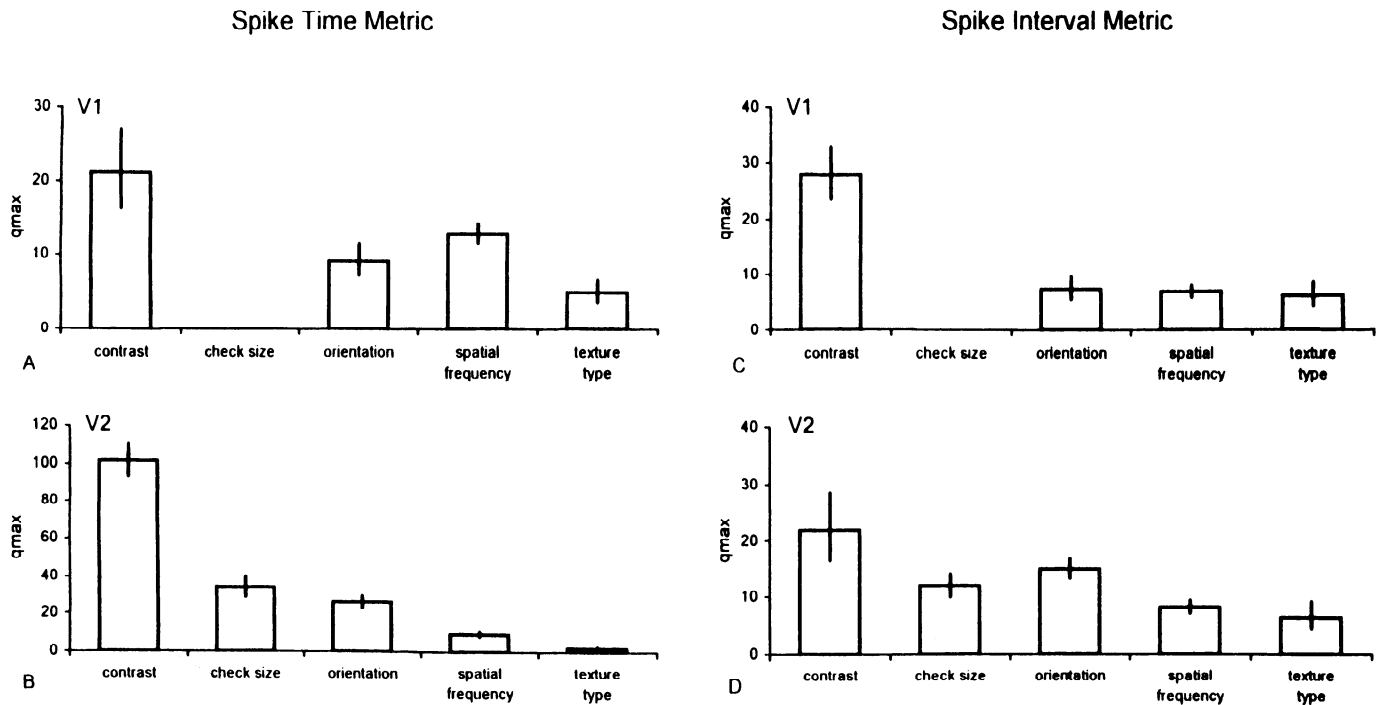 Spike Time Metric
Spike Interval Metric
V1
30
20
10
0
qmax
contrast
check size
orientation
spatial
frequency
texture
type
A
V1
40
30
20
10
0
qmax
contrast
check size
orientation
spatial
frequency
texture
type
C
V2
120
100
80
60
40
20
0
qmax
contrast
check size
orientation
spatial
frequency
texture
type
B
V2
40
30
20
10
0
qmax
contrast
check size
orientation
spatial
frequency
texture
type
D